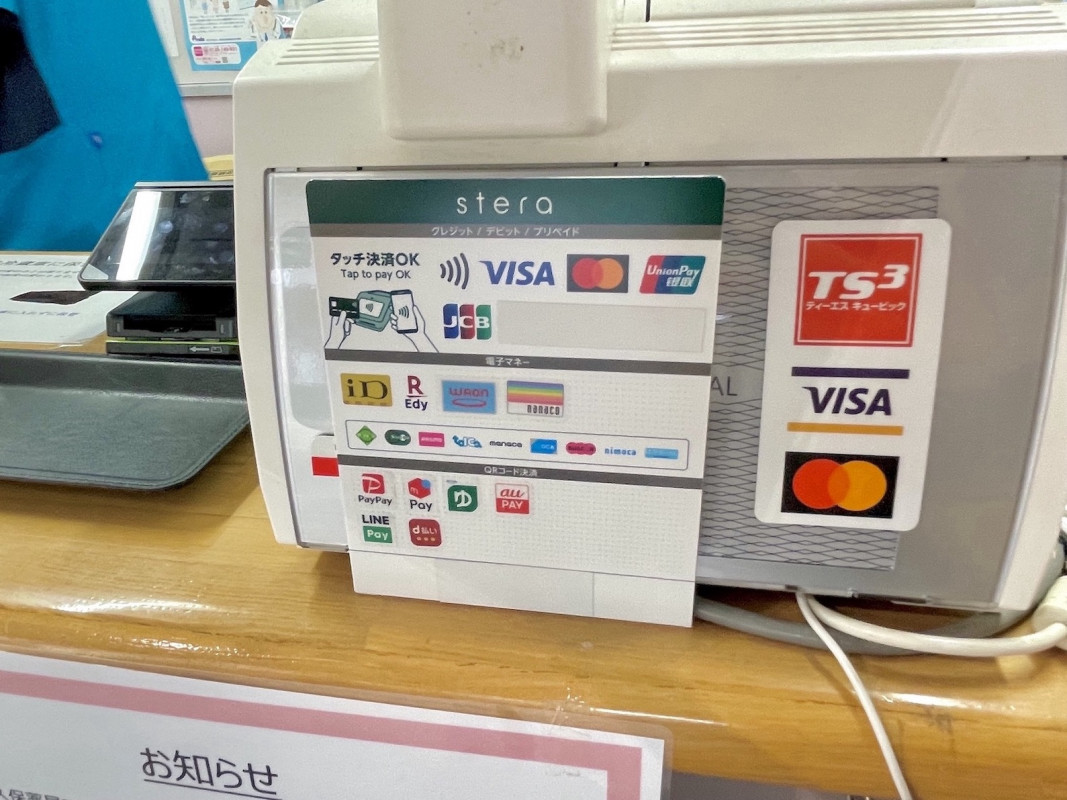 stera
クレジット / デビット / プリペイド
タッチ決済OK
Tap to pay OK
VISA
UnionPay
银联
JCB
電子マネー
iD
R
Edy
WAON
nanaco
manaca
nimoca
QRコード決済
PayPay
Pay
ゆ
au
PAY
LINE
Pay
d払い
AL
TS3
ティーエス キュービック
VISA
お知らせ